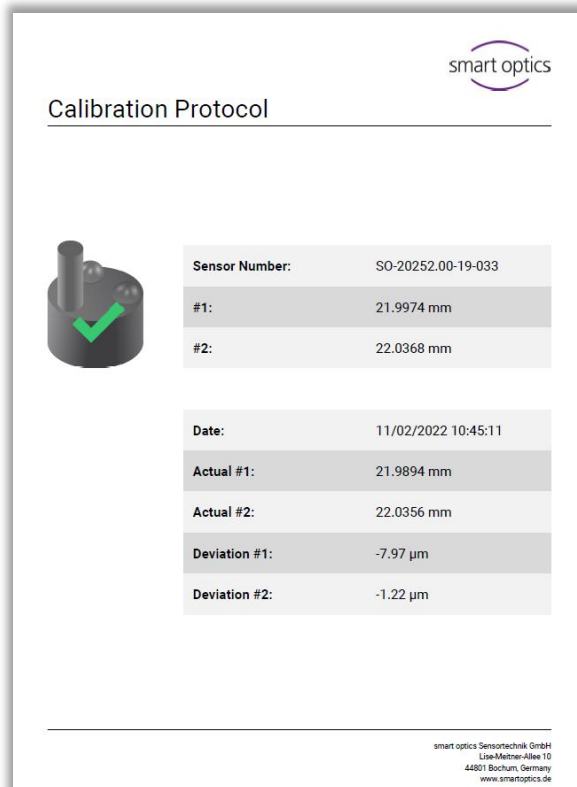 smart optics
Calibration Protocol
Sensor Number: SO-20252.00-19-033
#1: 21.9974 mm
#2: 22.0368 mm
Date: 11/02/2022 10:45:11
Actual #1: 21.9894 mm
Actual #2: 22.0356 mm
Deviation #1: -7.97 µm
Deviation #2: -1.22 µm
smart optics Sensortechnik GmbH
Lise-Meitner-Allee 10
44801 Bochum, Germany
www.smartoptics.de